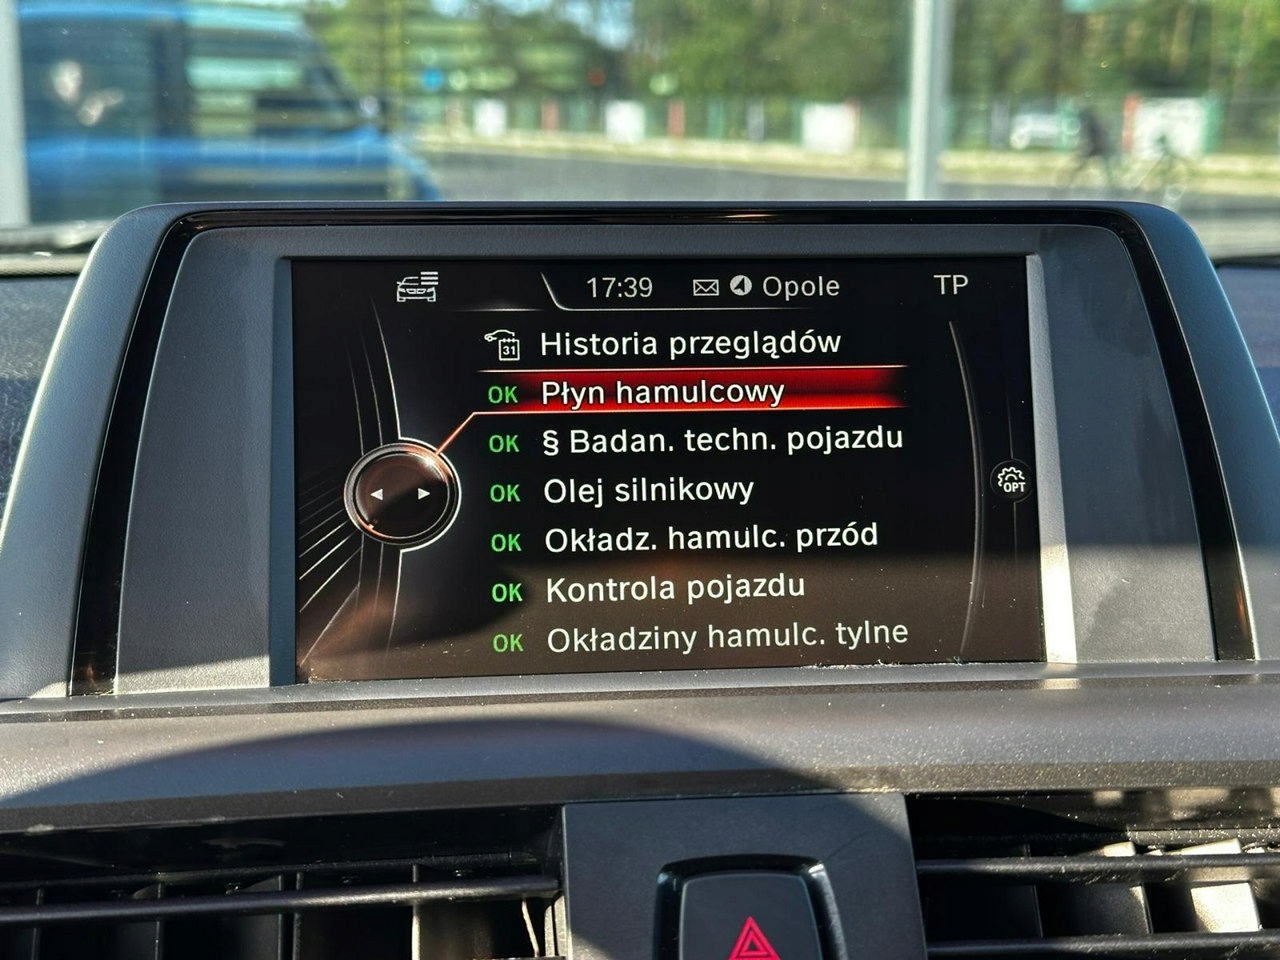 17:39 Opole TP
31 Historia przeglądów
OK Płyn hamulcowy
OK § Badan. techn. pojazdu
OK Olej silnikowy
OPT
OK Okładz. hamulc. przód
OK Kontrola pojazdu
OK Okładziny hamulc. tylne